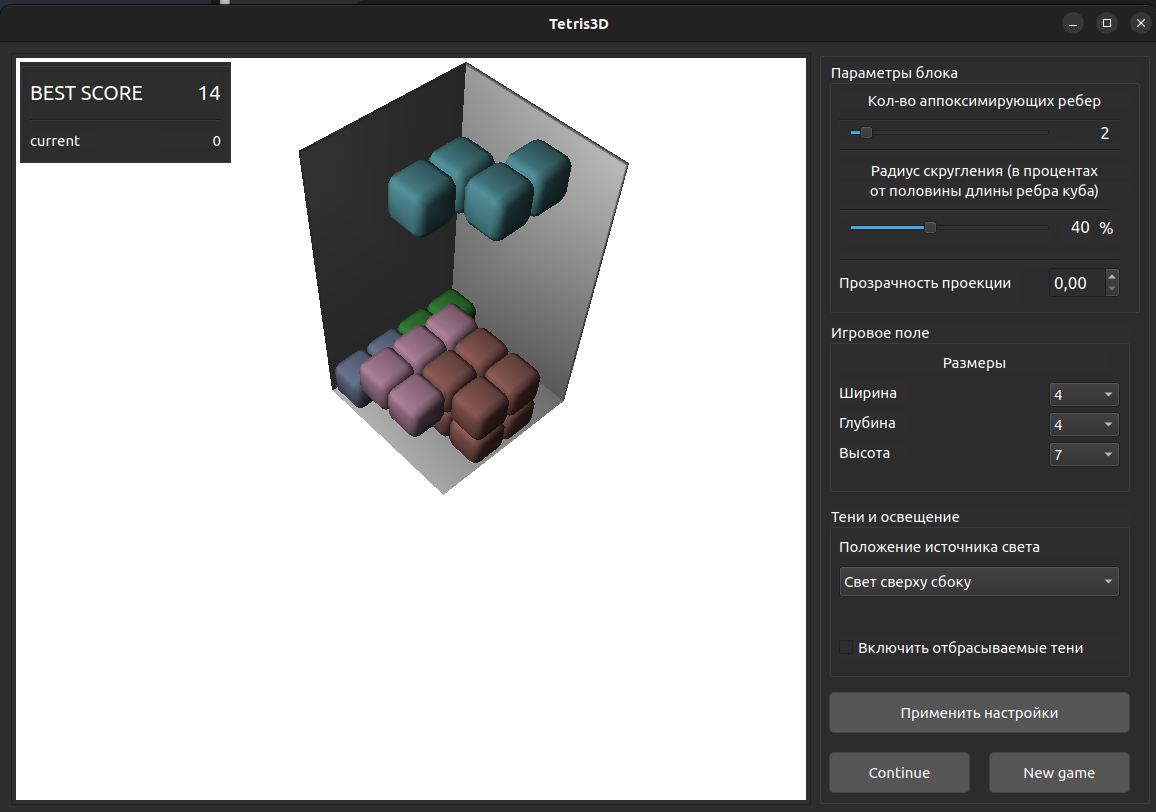 Tetris3D
BEST SCORE 14
current 0
Параметры блока
Кол-во аппоксимирующих ребер
2
Радиус скругления (в процентах
от половины длины ребра куба)
40 %
Прозрачность проекции 0,00
Игровое поле
Размеры
Ширина 4
Глубина 4
Высота 7
Тени и освещение
Положение источника света
Свет сверху сбоку
Включить отбрасываемые тени
Применить настройки
Continue New game